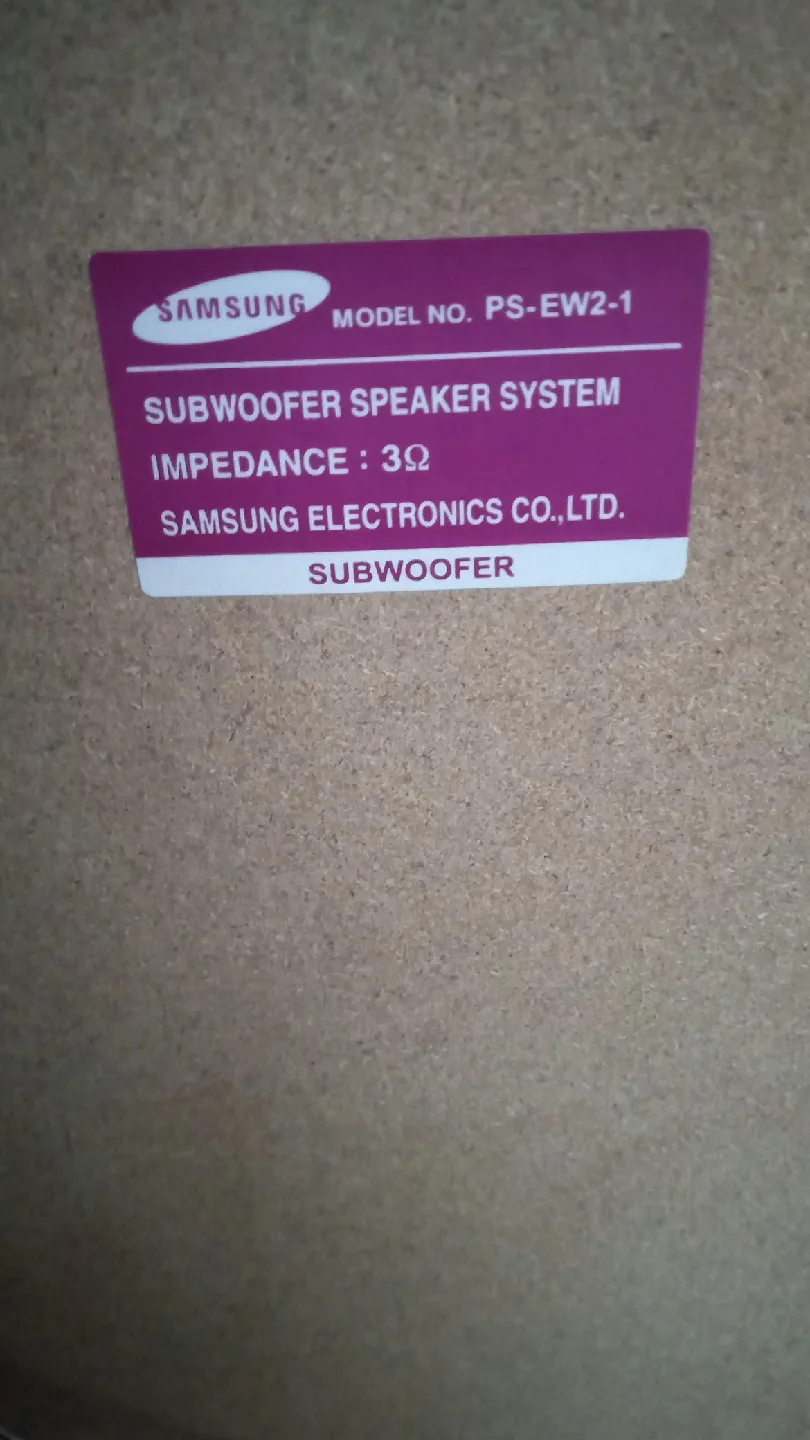 SAMSUNG MODEL NO. PS-EW2-1
SUBWOOFER SPEAKER SYSTEM
IMPEDANCE : 3Ω
SAMSUNG ELECTRONICS CO.,LTD.
SUBWOOFER